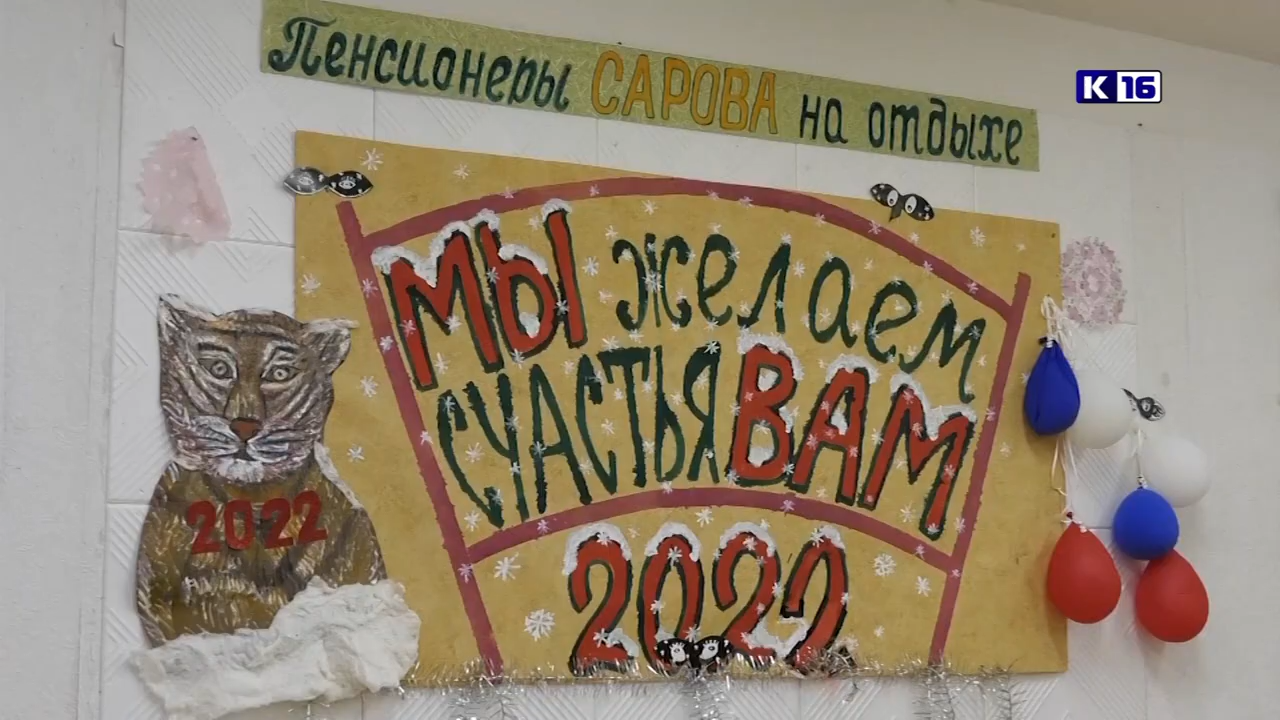 Пенсионеры САРОВА на отдыхе
К 16
МЫ желаем
СЧАСТЬЯ ВАМ
2022
2022